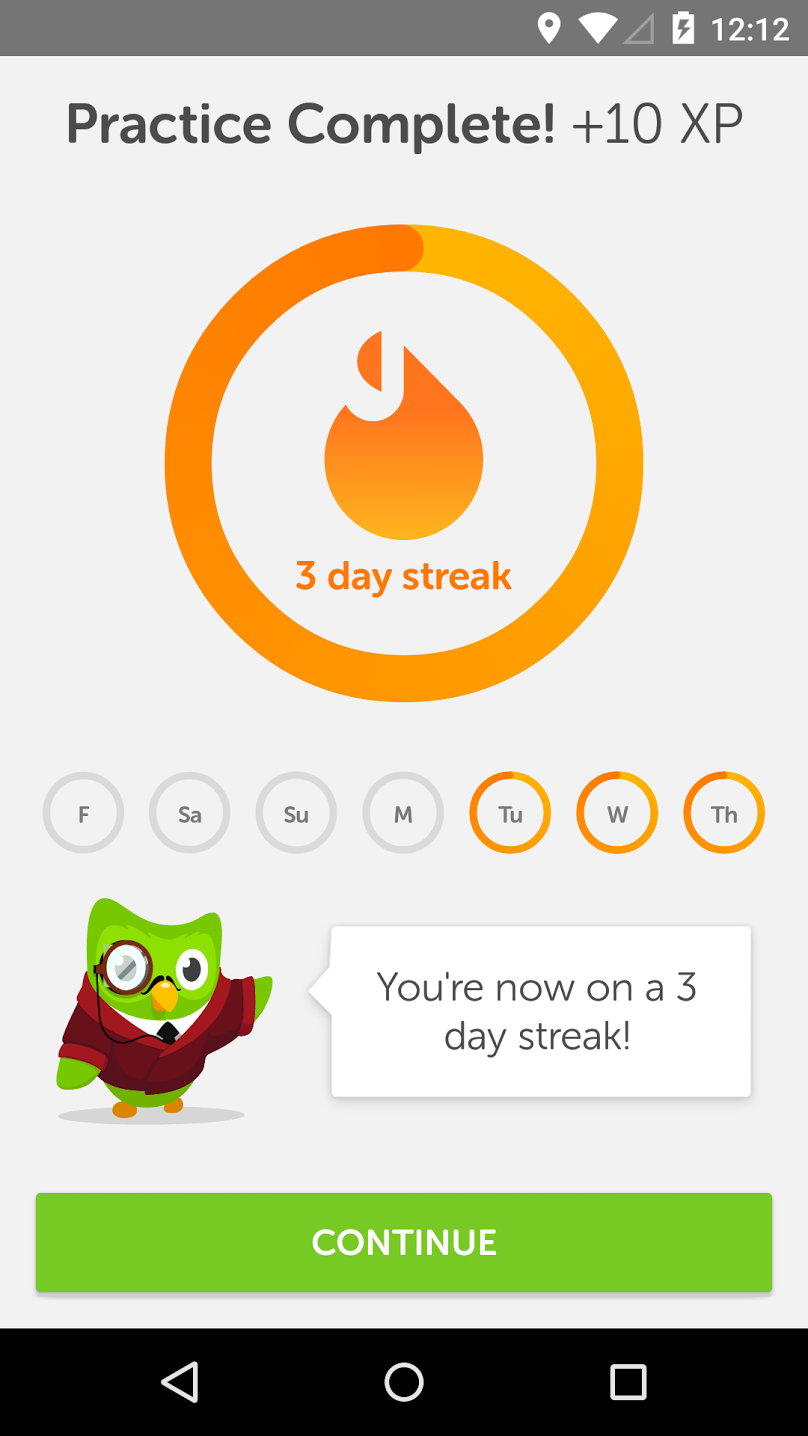 12:12
Practice Complete! +10 XP
3 day streak
F Sa Su M Tu W Th
You're now on a 3
day streak!
CONTINUE